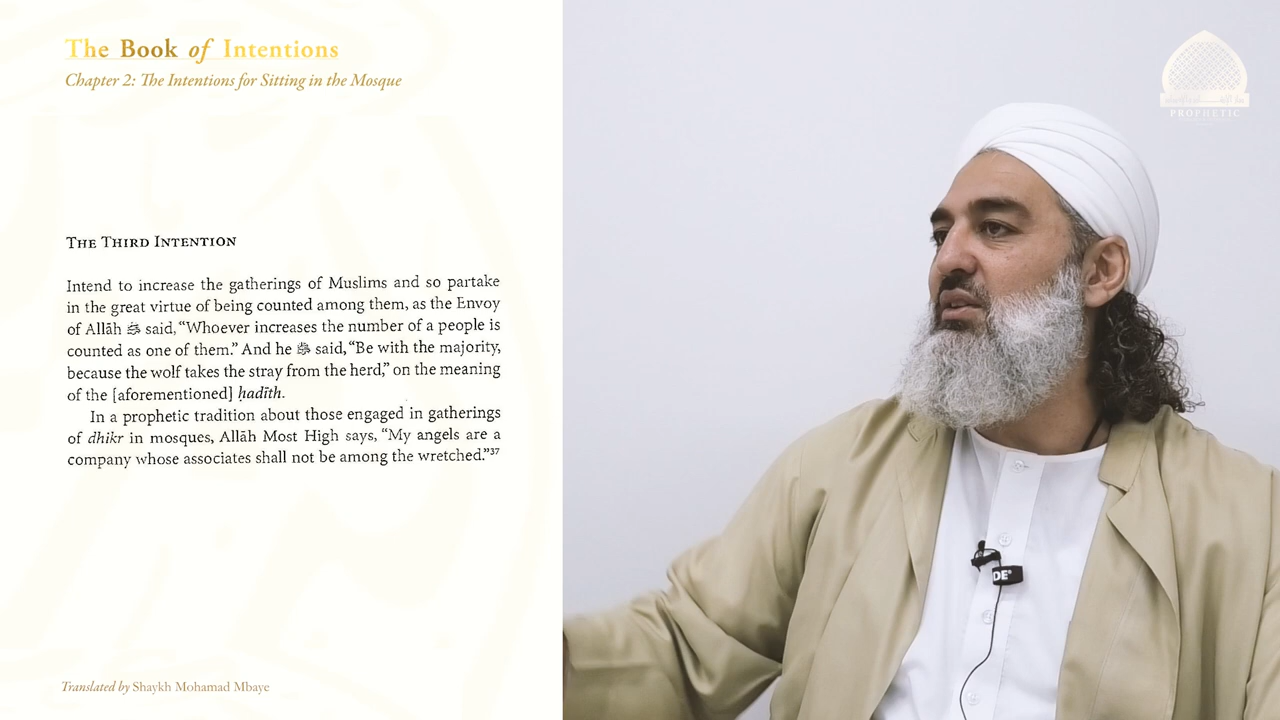 The Book of Intentions
Chapter 2: The Intentions for Sitting in the Mosque
The Third Intention
Intend to increase the gatherings of Muslims and so partake
in the great virtue of being counted among them, as the Envoy
of Allāh ﷺ said, “Whoever increases the number of a people is
counted as one of them.” And he ﷺ said, “Be with the majority,
because the wolf takes the stray from the herd,” on the meaning
of the [aforementioned] ḥadīth.
In a prophetic tradition about those engaged in gatherings
of dhikr in mosques, Allāh Most High says, “My angels are a
company whose associates shall not be among the wretched.”³⁷
Translated by Shaykh Mohamad Mbaye
PROPHETIC
DE®